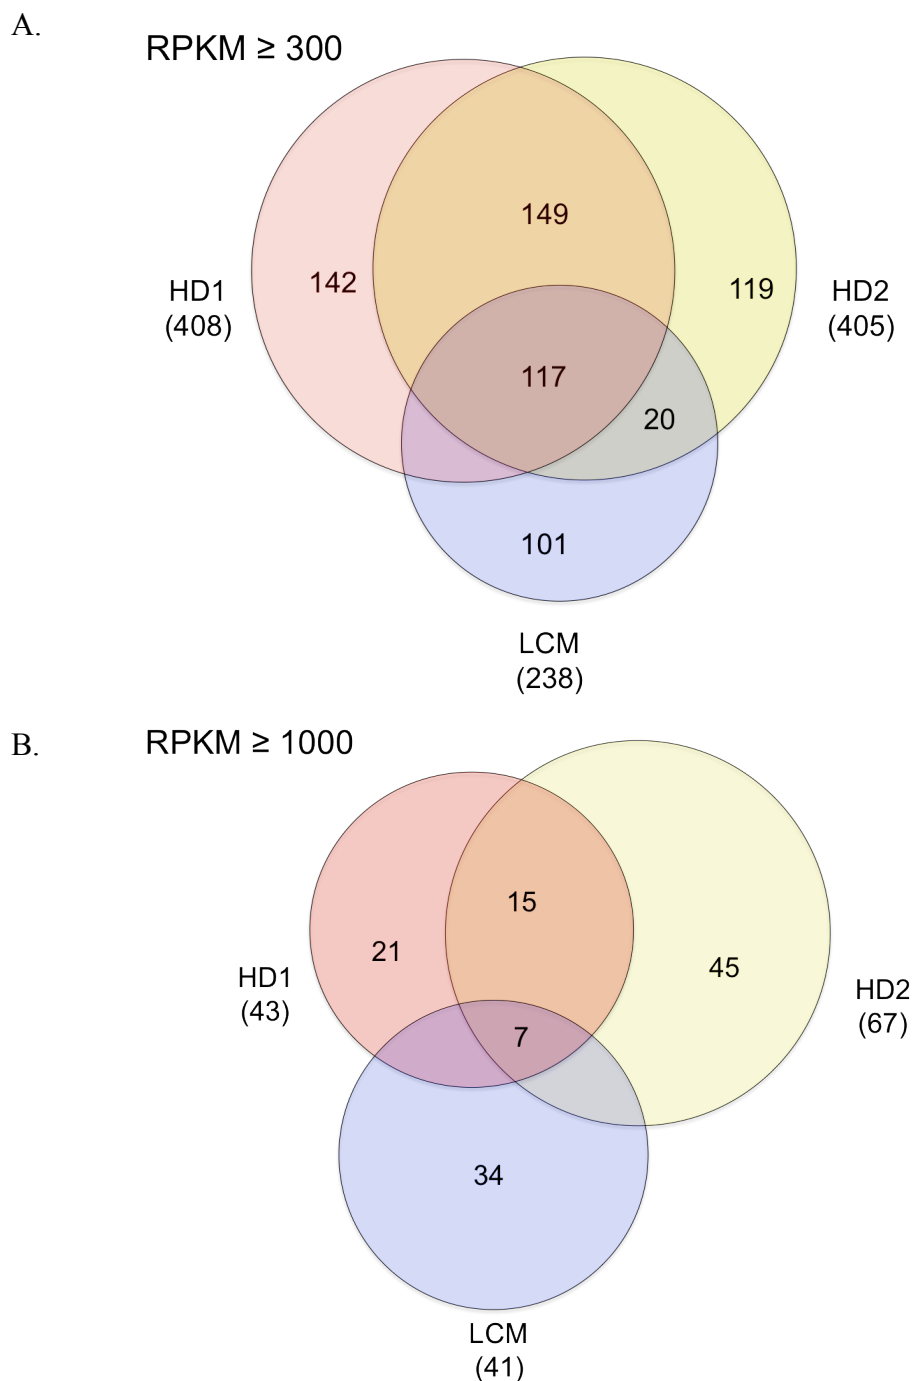 A.
RPKM ≥ 300
149
142
119
HD1
(408)
HD2
(405)
117
20
101
LCM
(238)
B.
RPKM ≥ 1000
15
21
45
HD1
(43)
HD2
(67)
7
34
LCM
(41)